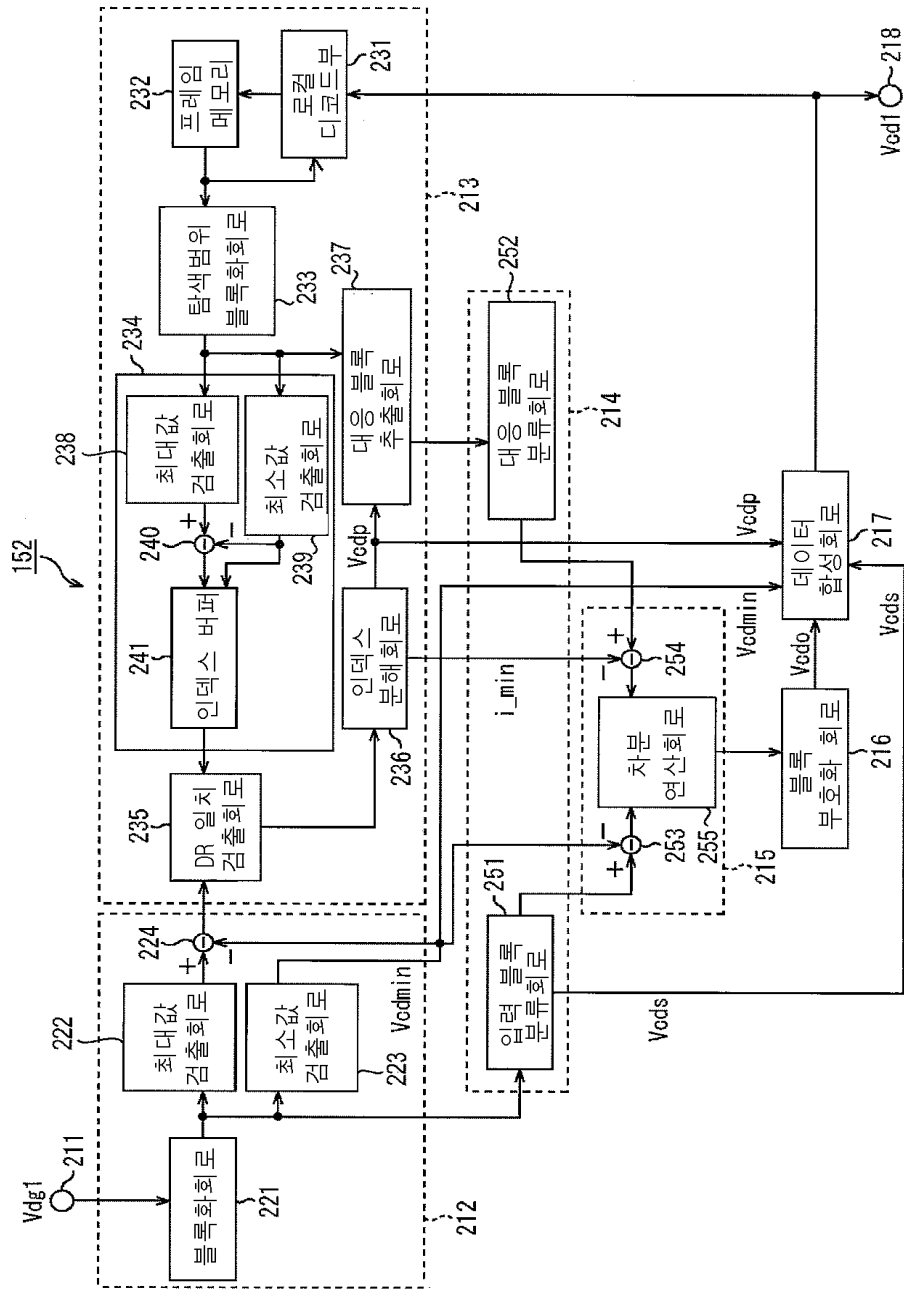 152
Vdg1
211
블록화회로
221
222
최대값
검출회로
최소값
검출회로
223
Vcdmin
224
+
−
212
235
DR 일치
검출회로
241
인덱스 버퍼
240
+
−
238
최대값
검출회로
최소값
검출회로
239
234
탐색범위
블록화회로
233
232
프레임
메모리
로컬
디코드부
231
213
인덱스
분해회로
236
Vcdp
대응 블록
추출회로
237
251
입력 블록
분류회로
Vcds
i_min
대응 블록
분류회로
252
214
+
−
253
차분
연산회로
255
−
+
254
215
블록
부호화 회로
216
Vcdo
Vcdmin
Vcdp
데이터
합성회로
217
Vcds
Vcd1
218